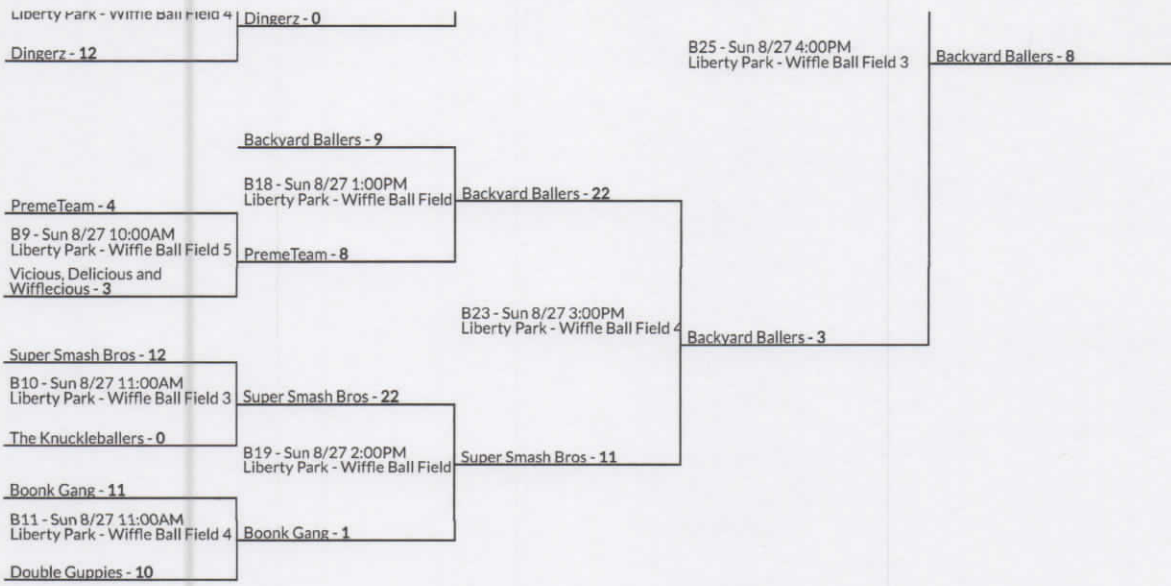 Liberty Park - Wiffle Ball Field 4
Dingerz - 0
Dingerz - 12
B25 - Sun 8/27 4:00PM
Liberty Park - Wiffle Ball Field 3
Backyard Ballers - 8
Backyard Ballers - 9
B18 - Sun 8/27 1:00PM
Liberty Park - Wiffle Ball Field
Backyard Ballers - 22
PremeTeam - 4
B9 - Sun 8/27 10:00AM
Liberty Park - Wiffle Ball Field 5
PremeTeam - 8
Vicious, Delicious and
Wifflecious - 3
B23 - Sun 8/27 3:00PM
Liberty Park - Wiffle Ball Field 4
Backyard Ballers - 3
Super Smash Bros - 12
B10 - Sun 8/27 11:00AM
Liberty Park - Wiffle Ball Field 3
Super Smash Bros - 22
The Knuckleballers - 0
B19 - Sun 8/27 2:00PM
Liberty Park - Wiffle Ball Field
Super Smash Bros - 11
Boonk Gang - 11
B11 - Sun 8/27 11:00AM
Liberty Park - Wiffle Ball Field 4
Boonk Gang - 1
Double Guppies - 10